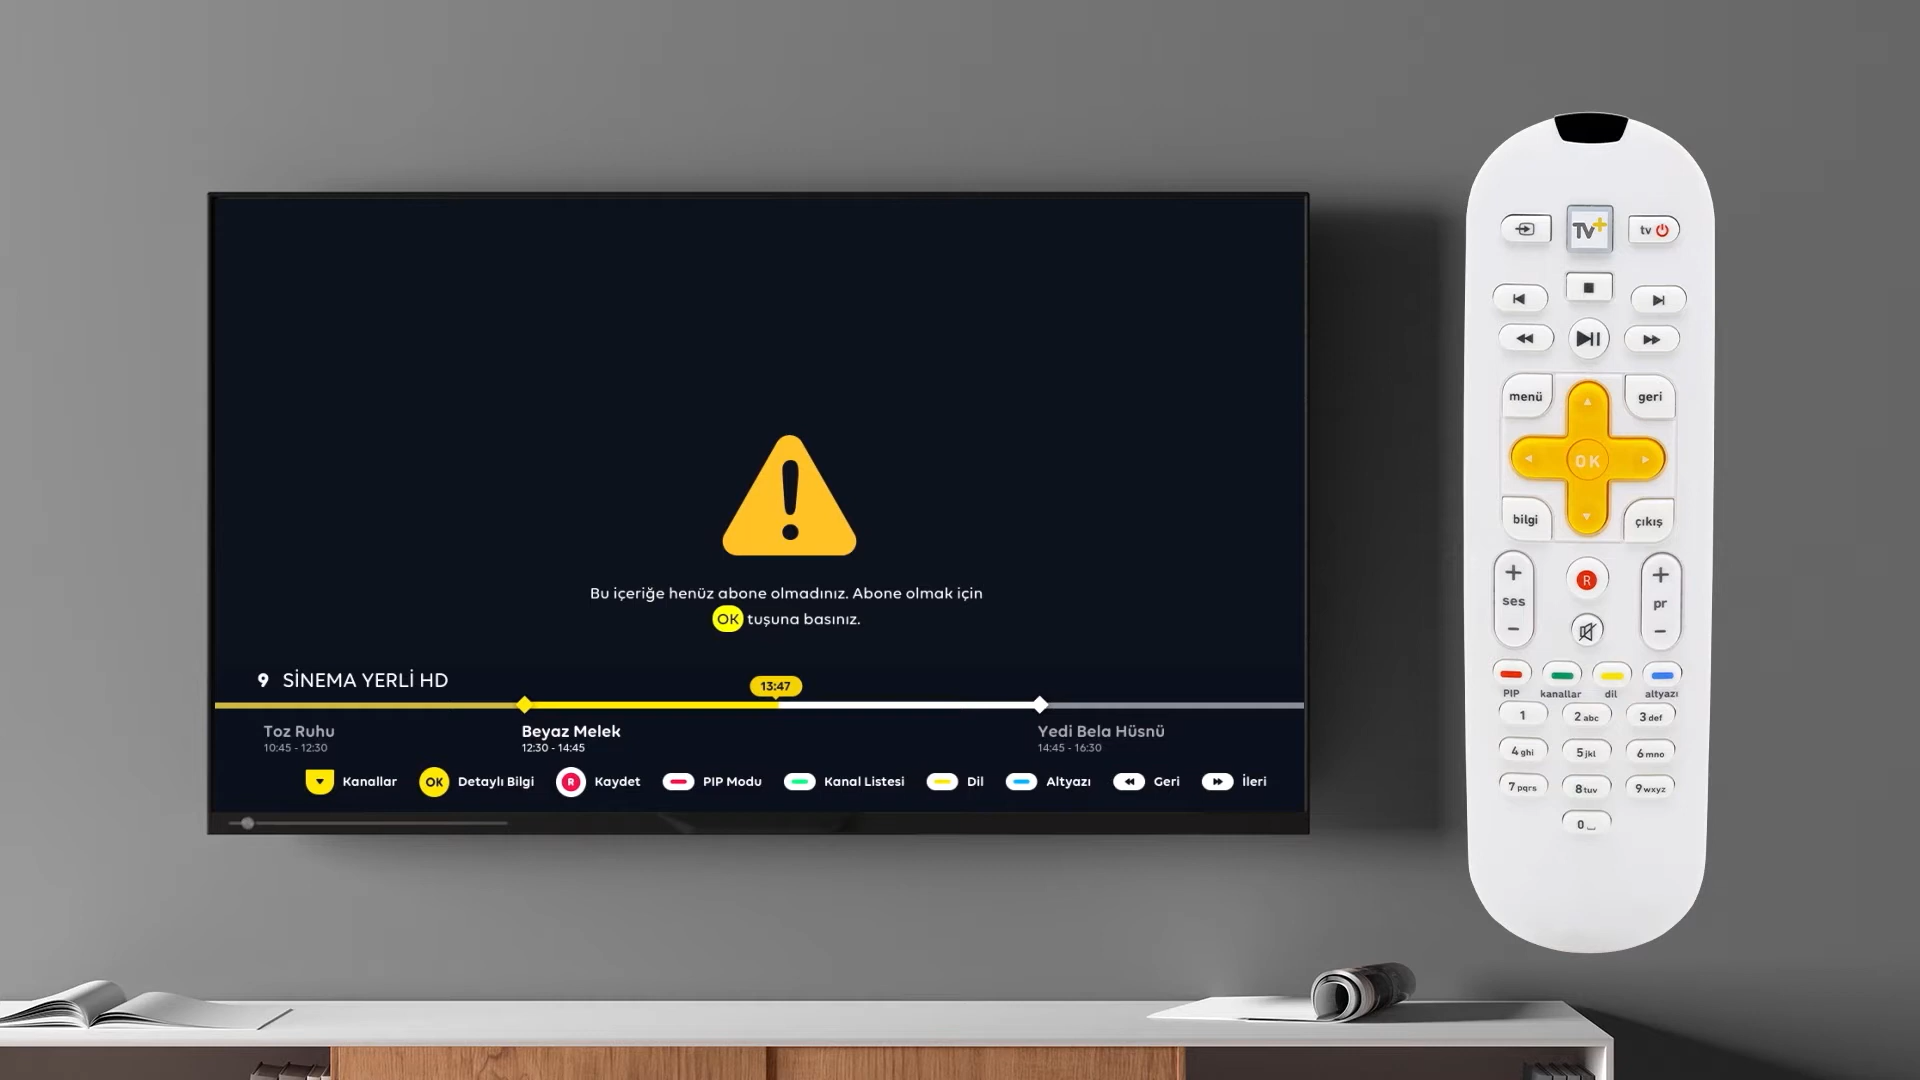 Bu içeriğe henüz abone olmadınız. Abone olmak için
OK tuşuna basınız.
9 SİNEMA YERLİ HD
13:47
Toz Ruhu
10:45 - 12:30
Beyaz Melek
12:30 - 14:45
Yedi Bela Hüsnü
14:45 - 16:30
Kanallar OK Detaylı Bilgi R Kaydet PIP Modu Kanal Listesi Dil Altyazı Geri İleri
TV+ tv
menü geri
OK
bilgi çıkış
+ R +
ses pr
- -
PIP kanallar dil altyazı
1 2 abc 3 def
4 ghi 5 jkl 6 mno
7 pqrs 8 tuv 9 wxyz
0